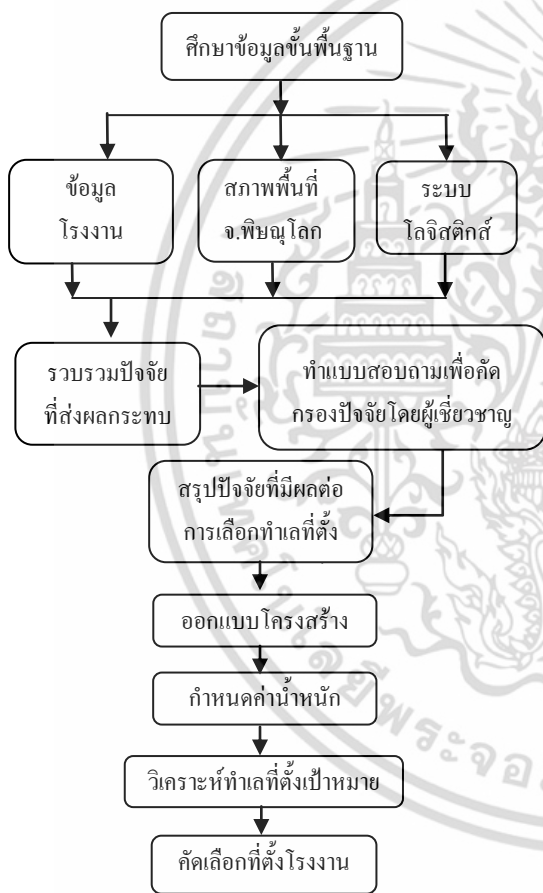 ศึกษาข้อมูลขั้นพื้นฐาน
ข้อมูล
โรงงาน
สภาพพื้นที่
จ.พิษณุโลก
ระบบ
โลจิสติกส์
รวบรวมปัจจัย
ที่ส่งผลกระทบ
ทำแบบสอบถามเพื่อคัด
กรองปัจจัยโดยผู้เชี่ยวชาญ
สรุปปัจจัยที่มีผลต่อ
การเลือกทำเลที่ตั้ง
ออกแบบโครงสร้าง
กำหนดค่าน้ำหนัก
วิเคราะห์ทำเลที่ตั้งเป้าหมาย
คัดเลือกที่ตั้งโรงงาน